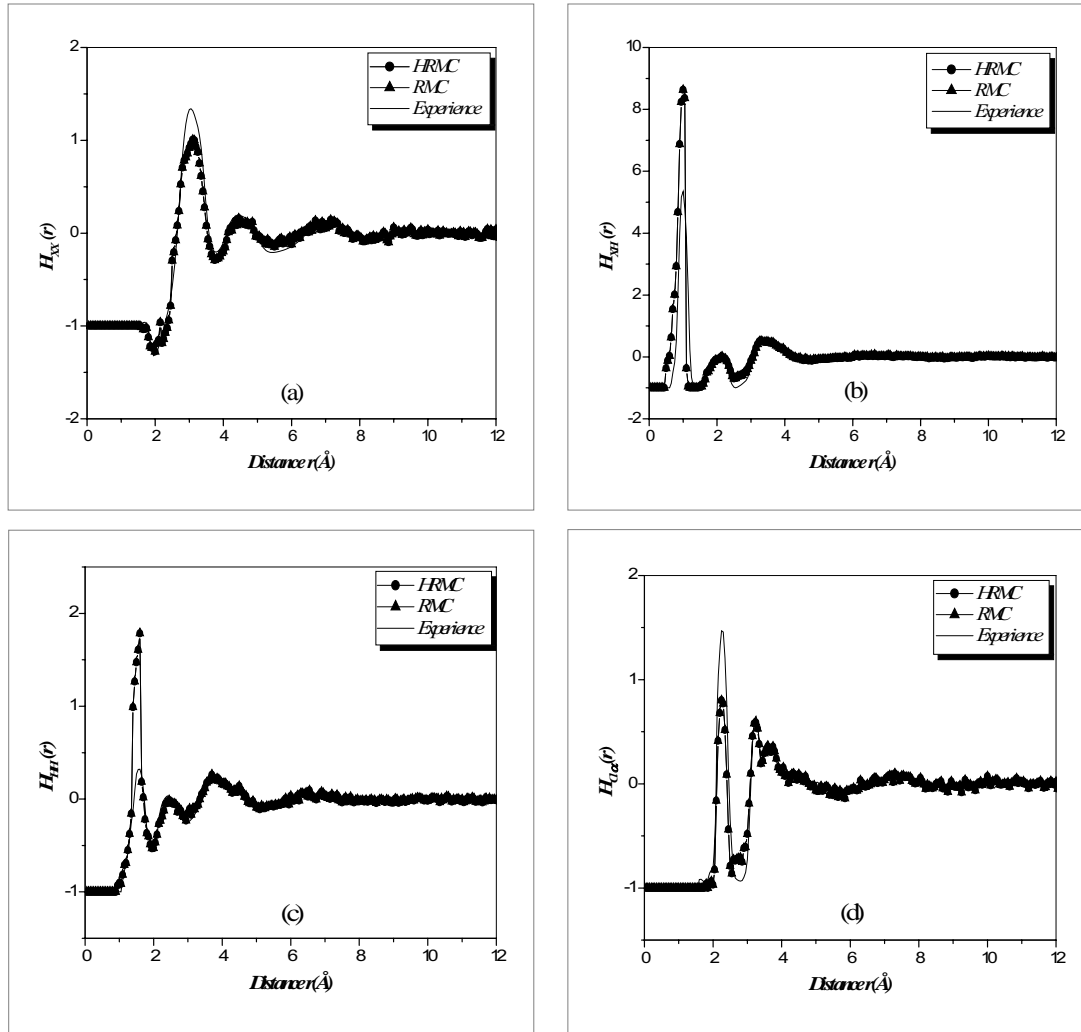 2
1
0
-1
-2
H_XX(r)
HRMC
RMC
Experience
(a)
0 2 4 6 8 10 12
Distance r(Å)
10
8
6
4
2
0
-2
H_XH(r)
HRMC
RMC
Experience
(b)
0 2 4 6 8 10 12
Distance r(Å)
2
1
0
-1
H_HH(r)
HRMC
RMC
Experience
(c)
0 2 4 6 8 10 12
Distance r(Å)
2
1
0
-1
HRMC
RMC
Experience
(d)
0 2 4 6 8 10 12
Distance r(Å)